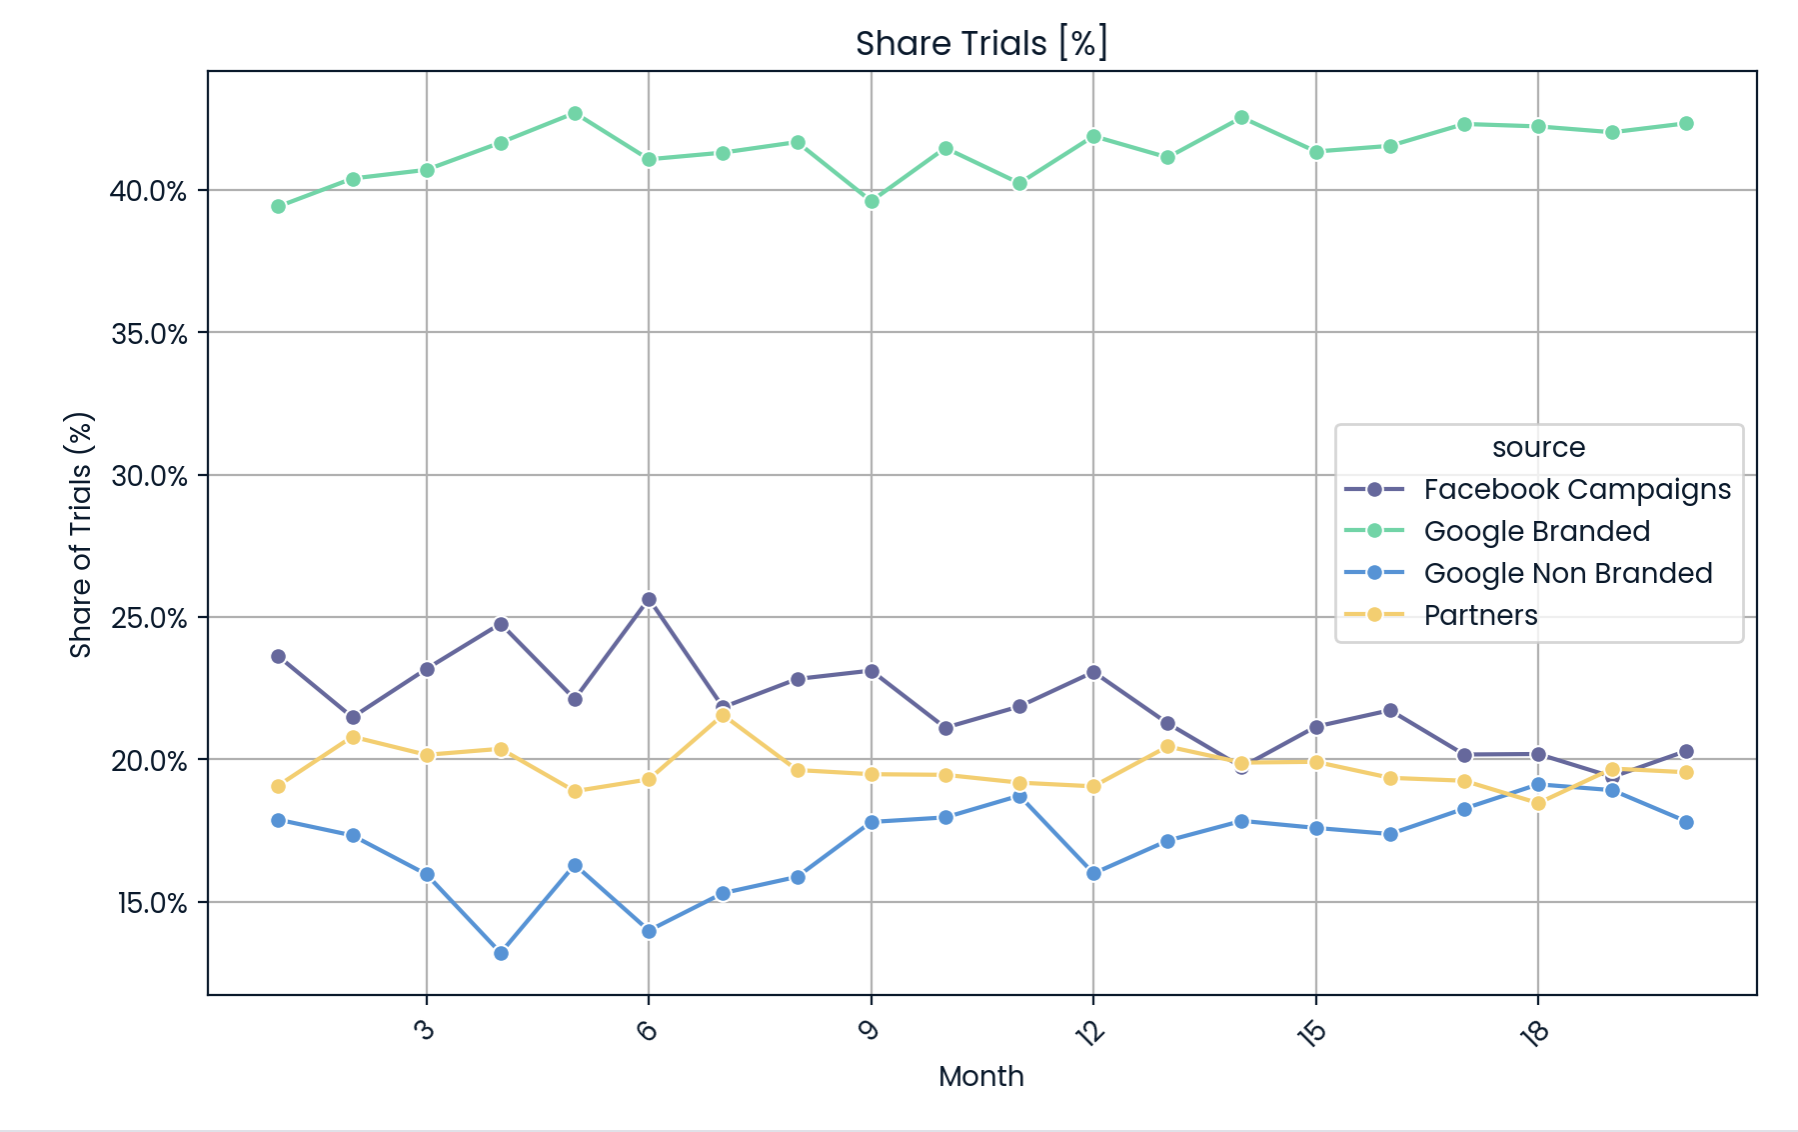 Share Trials [%]
Share of Trials (%)
40.0%
35.0%
30.0%
25.0%
20.0%
15.0%
source
Facebook Campaigns
Google Branded
Google Non Branded
Partners
3
6
9
12
15
18
Month